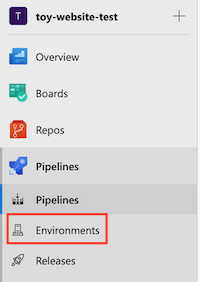 T toy-website-test
Overview
Boards
Repos
Pipelines
Pipelines
Environments
Releases